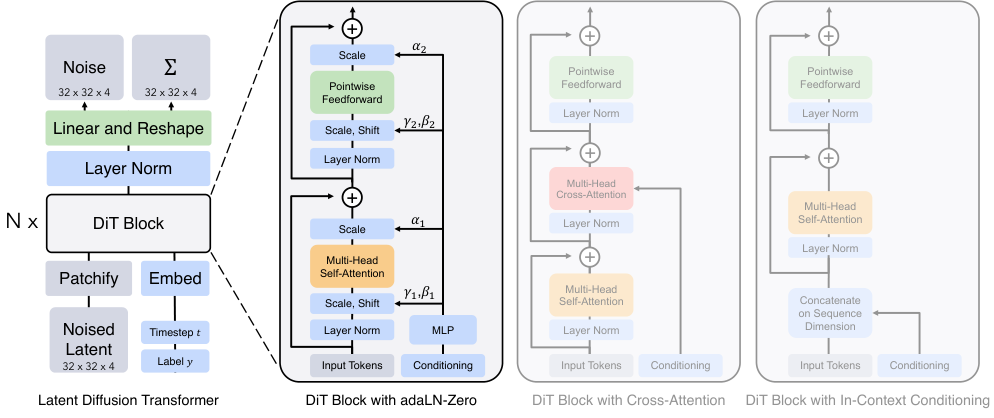 Noise
32 x 32 x 4
Σ
32 x 32 x 4
Linear and Reshape
Layer Norm
N x
DiT Block
Patchify
Embed
Noised
Latent
32 x 32 x 4
Timestep t
Label y
Latent Diffusion Transformer
+
Scale
α₂
Pointwise
Feedforward
Scale, Shift
γ₂,β₂
Layer Norm
+
Scale
α₁
Multi-Head
Self-Attention
Scale, Shift
γ₁,β₁
Layer Norm
MLP
Input Tokens
Conditioning
DiT Block with adaLN-Zero
+
Pointwise
Feedforward
Layer Norm
+
Multi-Head
Cross-Attention
Layer Norm
+
Multi-Head
Self-Attention
Layer Norm
Input Tokens
Conditioning
DiT Block with Cross-Attention
+
Pointwise
Feedforward
Layer Norm
+
Multi-Head
Self-Attention
Layer Norm
Concatenate
on Sequence
Dimension
Input Tokens
Conditioning
DiT Block with In-Context Conditioning